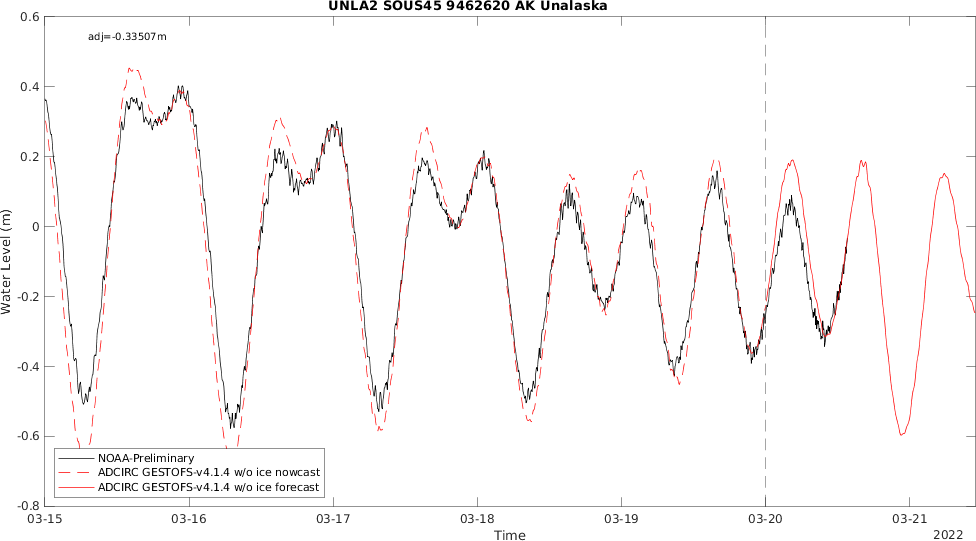 UNLA2 SOUS45 9462620 AK Unalaska
adj=-0.33507m
Water Level (m)
0.6
0.4
0.2
0
-0.2
-0.4
-0.6
-0.8
NOAA-Preliminary
ADCIRC GESTOFS-v4.1.4 w/o ice nowcast
ADCIRC GESTOFS-v4.1.4 w/o ice forecast
03-15 03-16 03-17 03-18 03-19 03-20 03-21
Time
2022